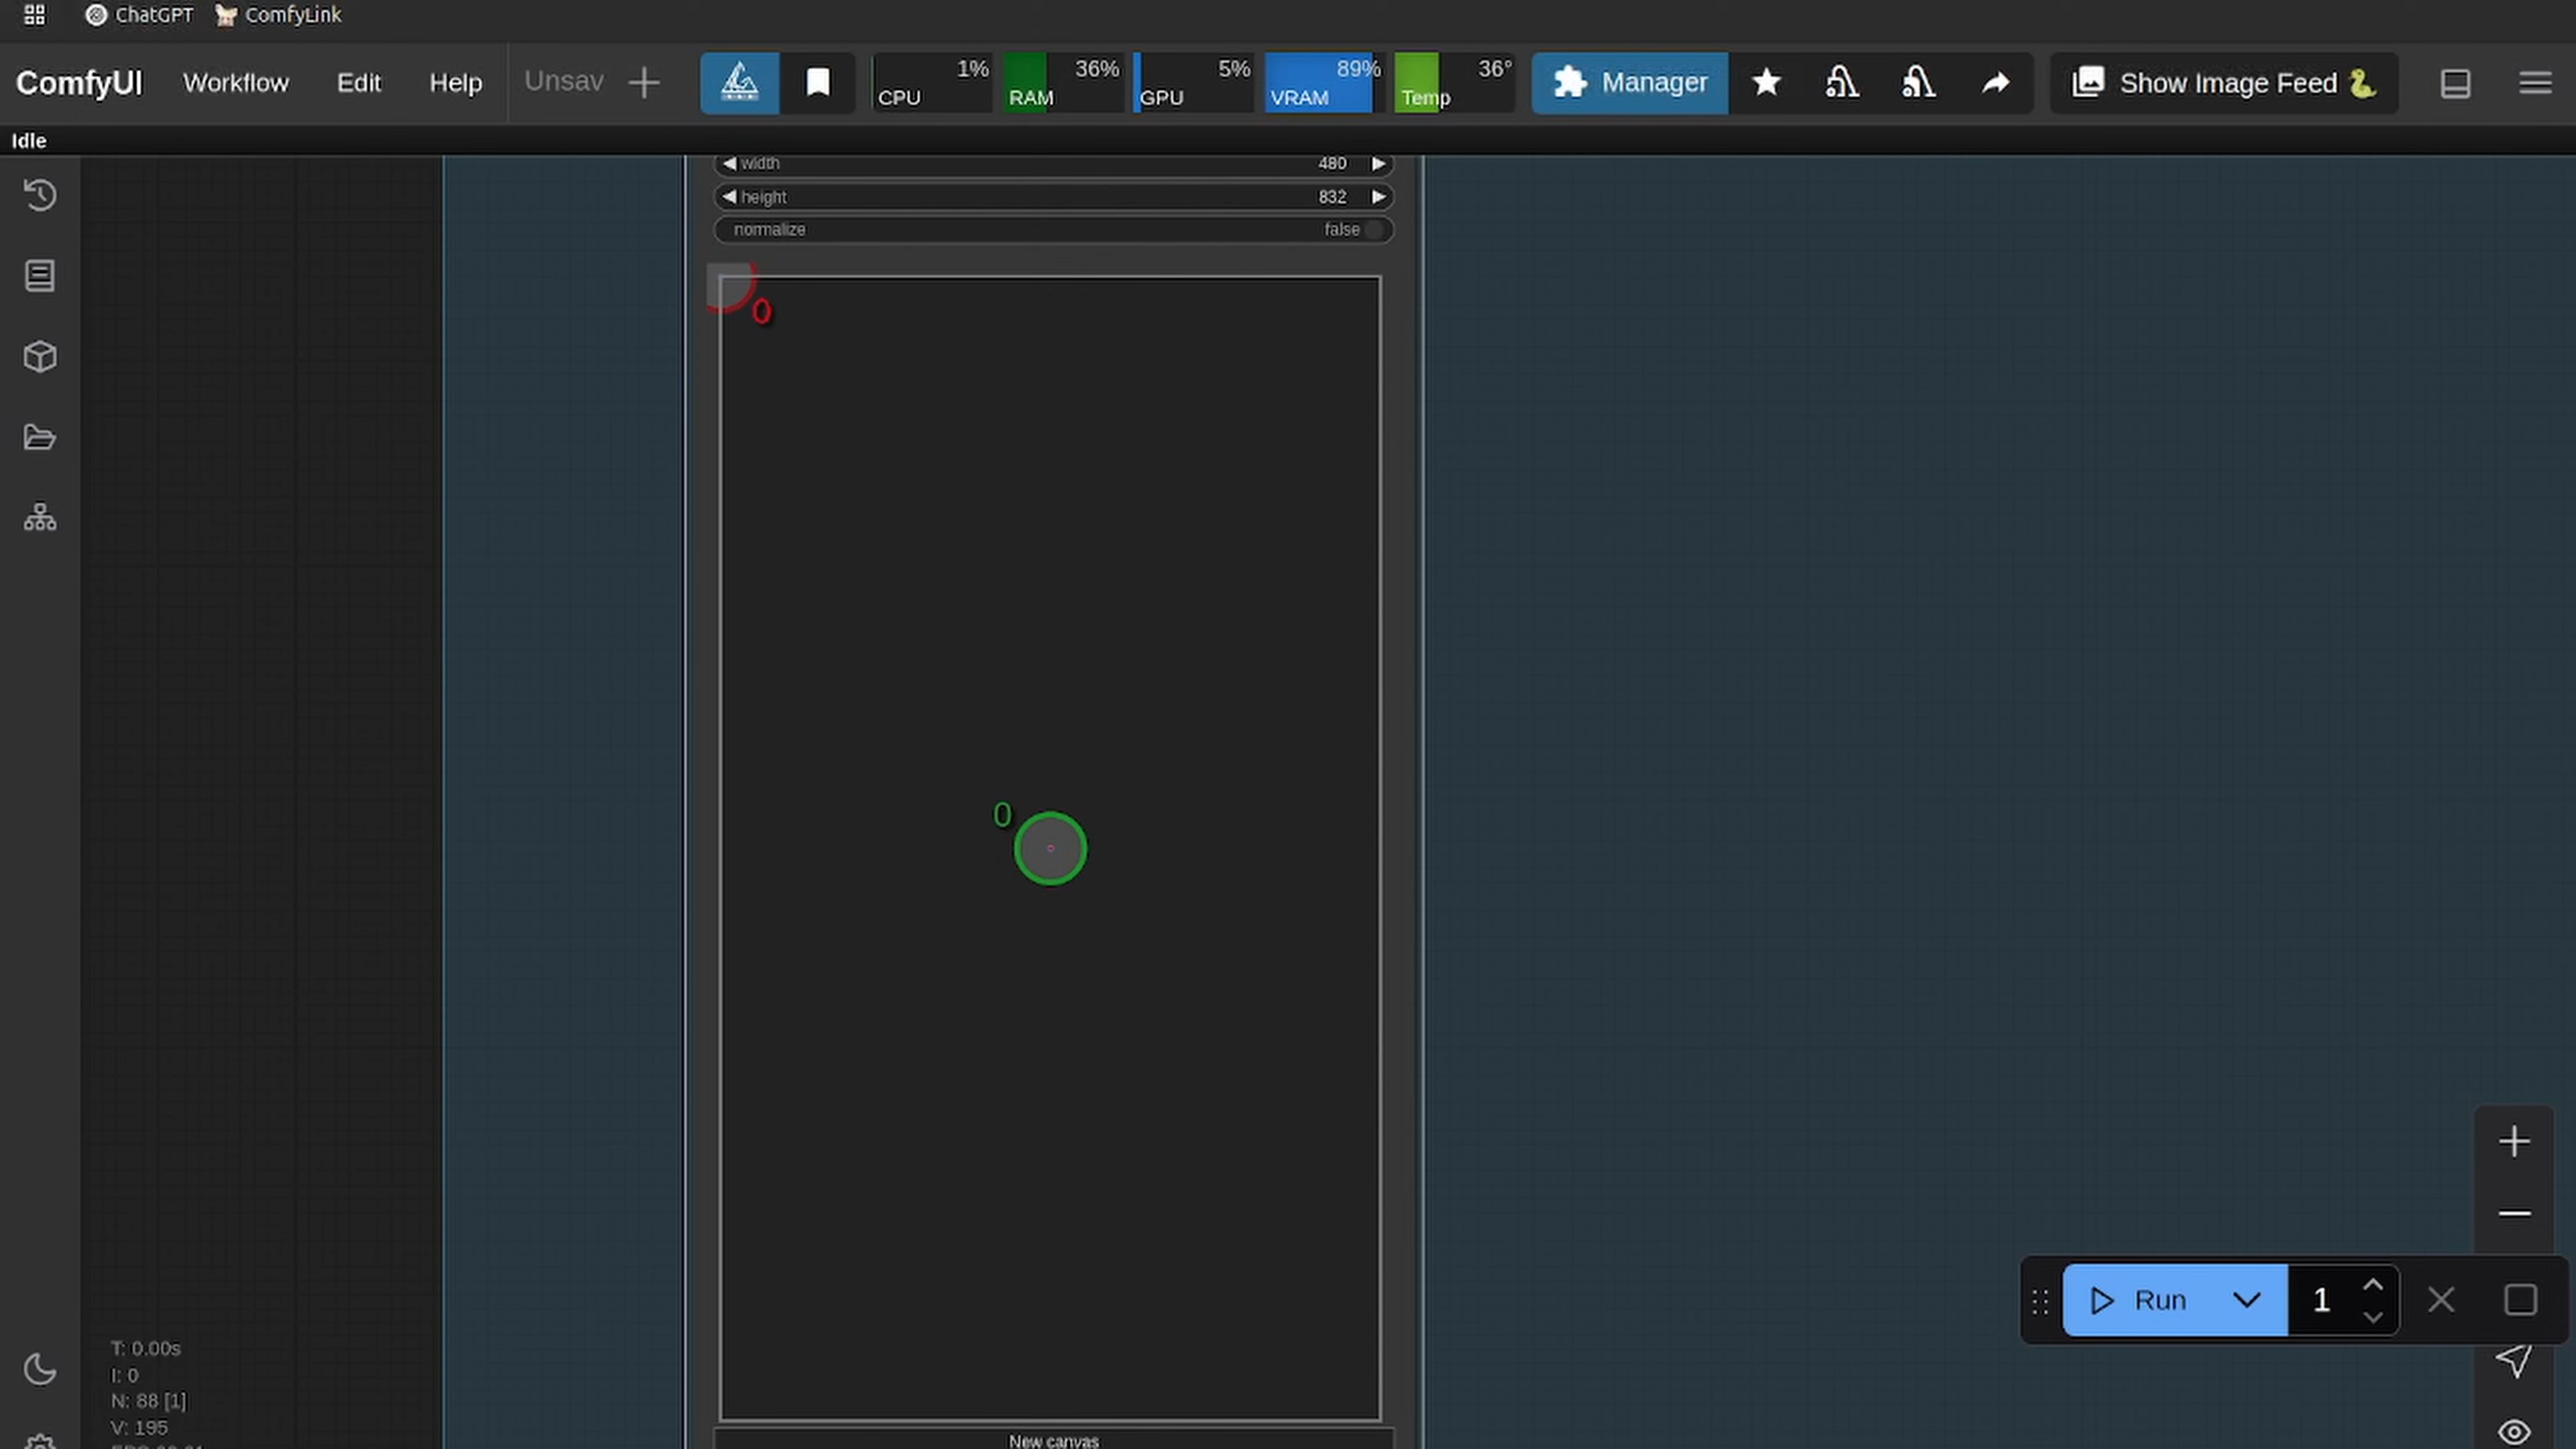 ChatGPT ComfyLink
ComfyUI Workflow Edit Help Unsav
1% CPU 36% RAM 5% GPU 89% VRAM 36° Temp
Manager Show Image Feed
Idle
width 480
height 832
normalize false
0
0
Run 1
T: 0.00s
I: 0
N: 88 [1]
V: 195
New canvas